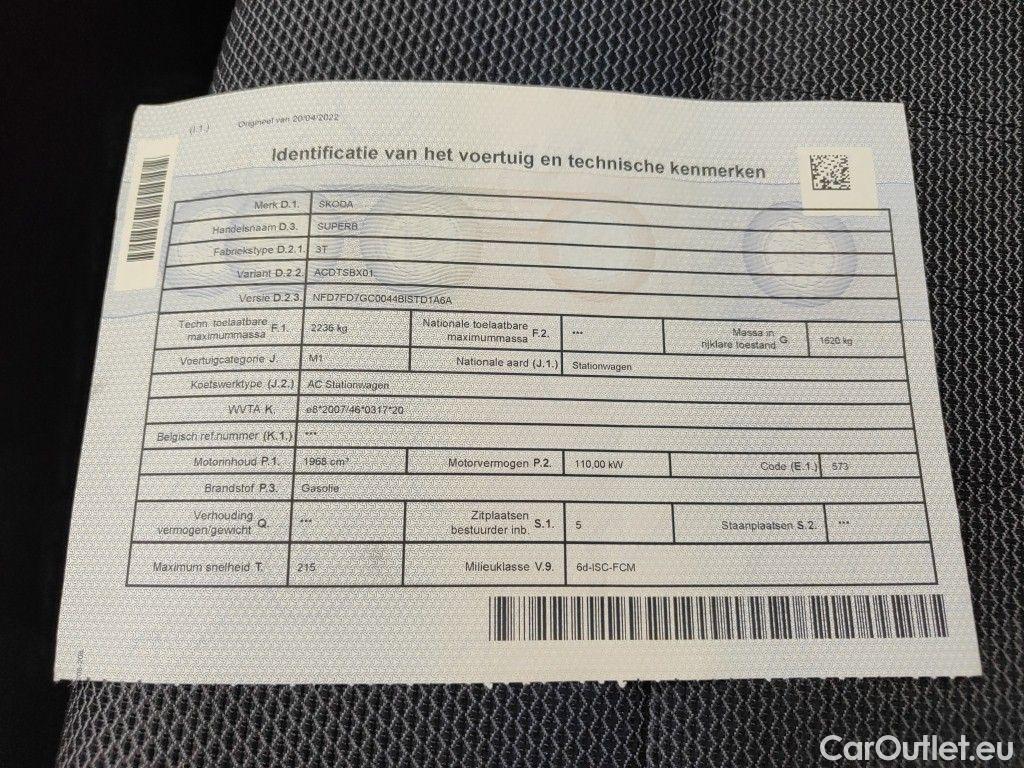 (I.1.) Origineel van 20/04/2022
Identificatie van het voertuig en technische kenmerken
Merk D.1. SKODA
Handelsnaam D.3. SUPERB
Fabriekstype D.2.1. 3T
Variant D.2.2. ACDTSBX01
Versie D.2.3. NFD7FD7GC0044BISTD1A6A
Techn. toelaatbare maximummassa F.1. 2236 kg Nationale toelaatbare maximummassa F.2. *** Massa in rijklare toestand G 1620 kg
Voertuigcategorie J. M1 Nationale aard (J.1.) Stationwagen
Koetswerktype (J.2.) AC Stationwagen
WVTA K. e8*2007/46*0317*20
Belgisch ref.nummer (K.1.) ***
Motorinhoud P.1. 1968 cm³ Motorvermogen P.2. 110,00 kW Code (E.1.) 573
Brandstof P.3. Gasolie
Verhouding vermogen/gewicht Q. *** Zitplaatsen bestuurder inb. S.1. 5 Staanplaatsen S.2. ***
Maximum snelheid T. 215 Milieuklasse V.9. 6d-ISC-FCM
CarOutlet.eu